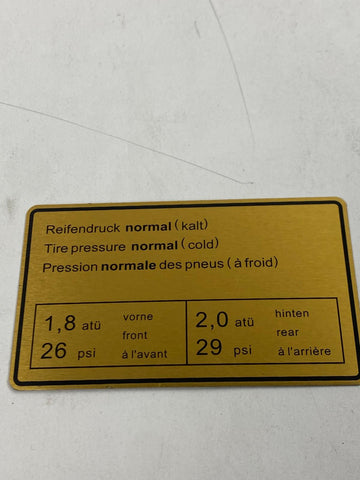 Reifendruck normal (kalt)
Tire pressure normal (cold)
Pression normale des pneus (à froid)
1,8 atü vorne
front
26 psi á l'avant
2,0 atü hinten
rear
29 psi á l'arrière